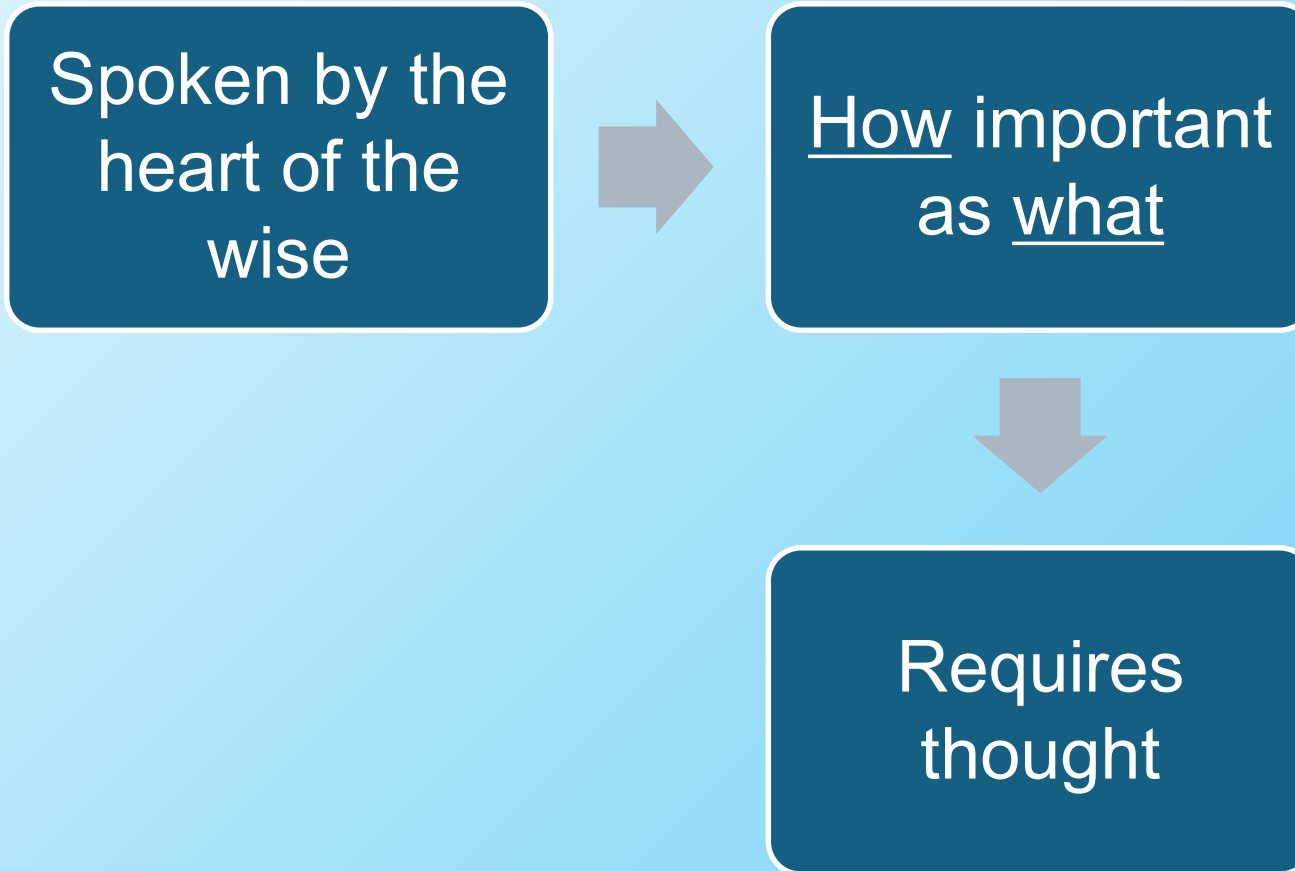 Spoken by the
heart of the
wise
How important
as what
Requires
thought